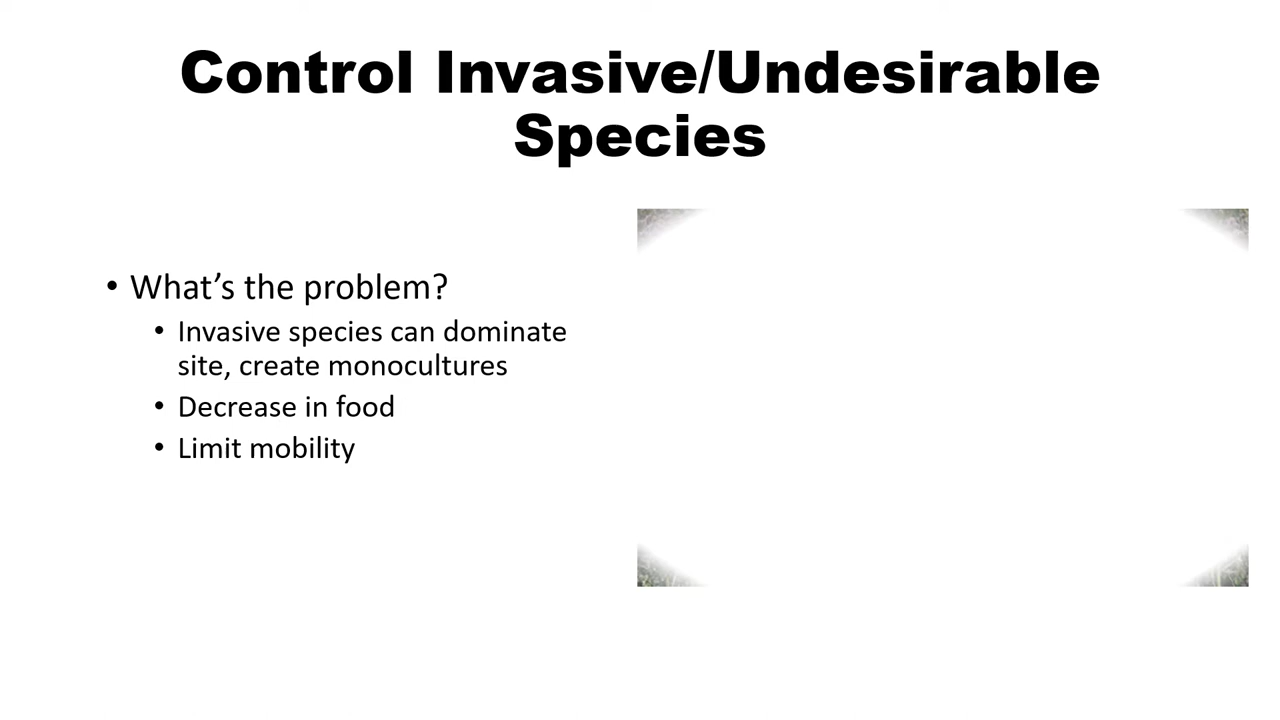 Control Invasive/Undesirable
Species
• What’s the problem?
• Invasive species can dominate
site, create monocultures
• Decrease in food
• Limit mobility